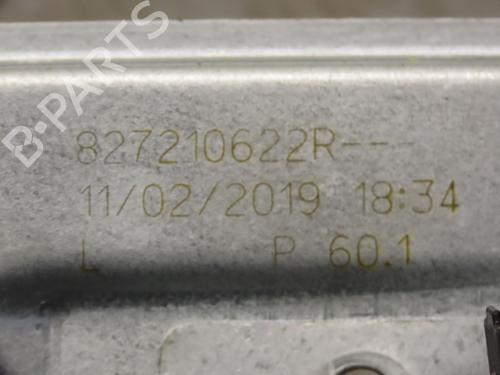 B-PARTS
827210622R---
11/02/2019 18:34
L P 60.1